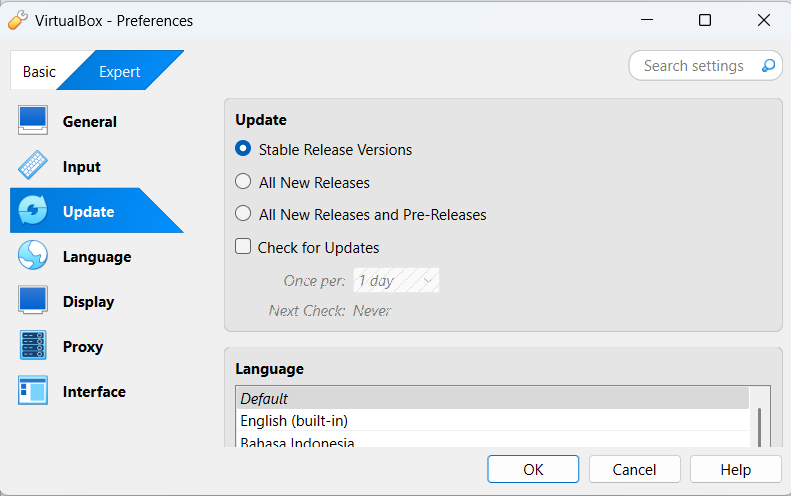 VirtualBox - Preferences
Basic
Expert
Search settings
General
Input
Update
Language
Display
Proxy
Interface
Update
Stable Release Versions
All New Releases
All New Releases and Pre-Releases
Check for Updates
Once per: 1 day
Next Check: Never
Language
Default
English (built-in)
Bahasa Indonesia
OK
Cancel
Help